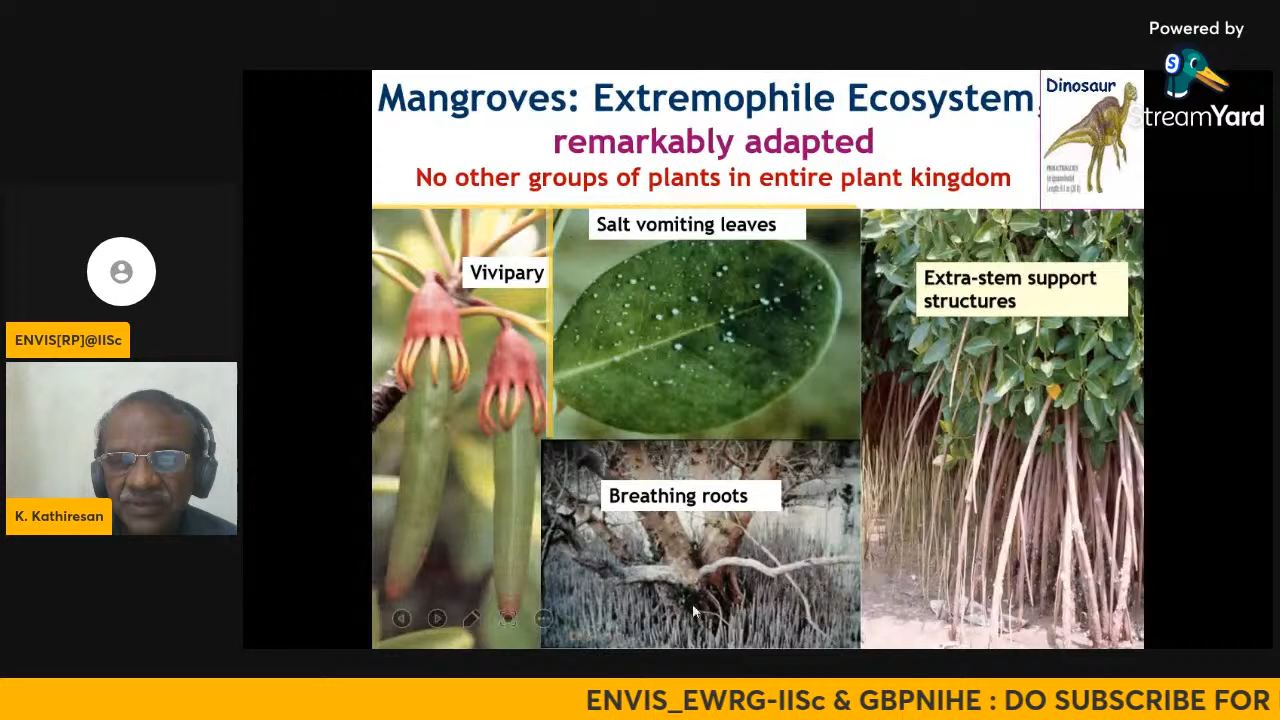 Powered by
StreamYard
Mangroves: Extremophile Ecosystem,
remarkably adapted
No other groups of plants in entire plant kingdom
Dinosaur
Salt vomiting leaves
Vivipary
Extra-stem support
structures
Breathing roots
ENVIS[RP]@IISc
K. Kathiresan
ENVIS_EWRG-IISc & GBPNIHE : DO SUBSCRIBE FOR